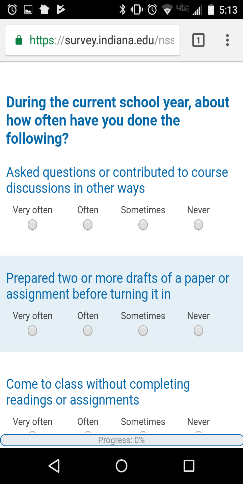 5:13
https://survey.indiana.edu/nss
1
During the current school year, about
how often have you done the
following?
Asked questions or contributed to course
discussions in other ways
Very often Often Sometimes Never
Prepared two or more drafts of a paper or
assignment before turning it in
Very often Often Sometimes Never
Come to class without completing
readings or assignments
Very often Often Sometimes Never
Progress: 0%